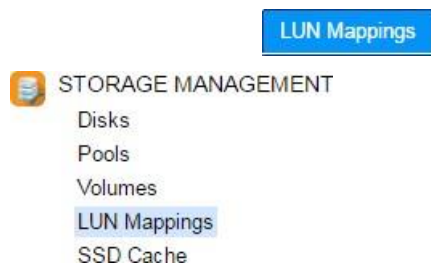 LUN Mappings
STORAGE MANAGEMENT
Disks
Pools
Volumes
LUN Mappings
SSD Cache